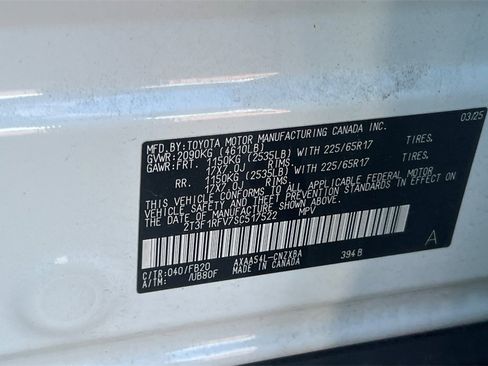 03/25
MFD.BY:TOYOTA MOTOR MANUFACTURING CANADA INC.
GVWR:2090KG (4610LB)
GAWR:FRT. 1150KG (2535LB) WITH 225/65R17 TIRES,
17X7.0J RIMS.
RR. 1150KG (2535LB) WITH 225/65R17 TIRES,
17X7.0J RIMS.
THIS VEHICLE CONFORMS TO ALL APPLICABLE FEDERAL MOTOR
VEHICLE SAFETY AND THEFT PREVENTION STANDARDS IN EFFECT ON
THE DATE OF MANUFACTURE SHOWN ABOVE.
2T3F1RFV7SC517522 MPV
C/TR:040/FB20 AXAA54L-CNZXBA 394B A
A/TM: /UB80F MADE IN CANADA